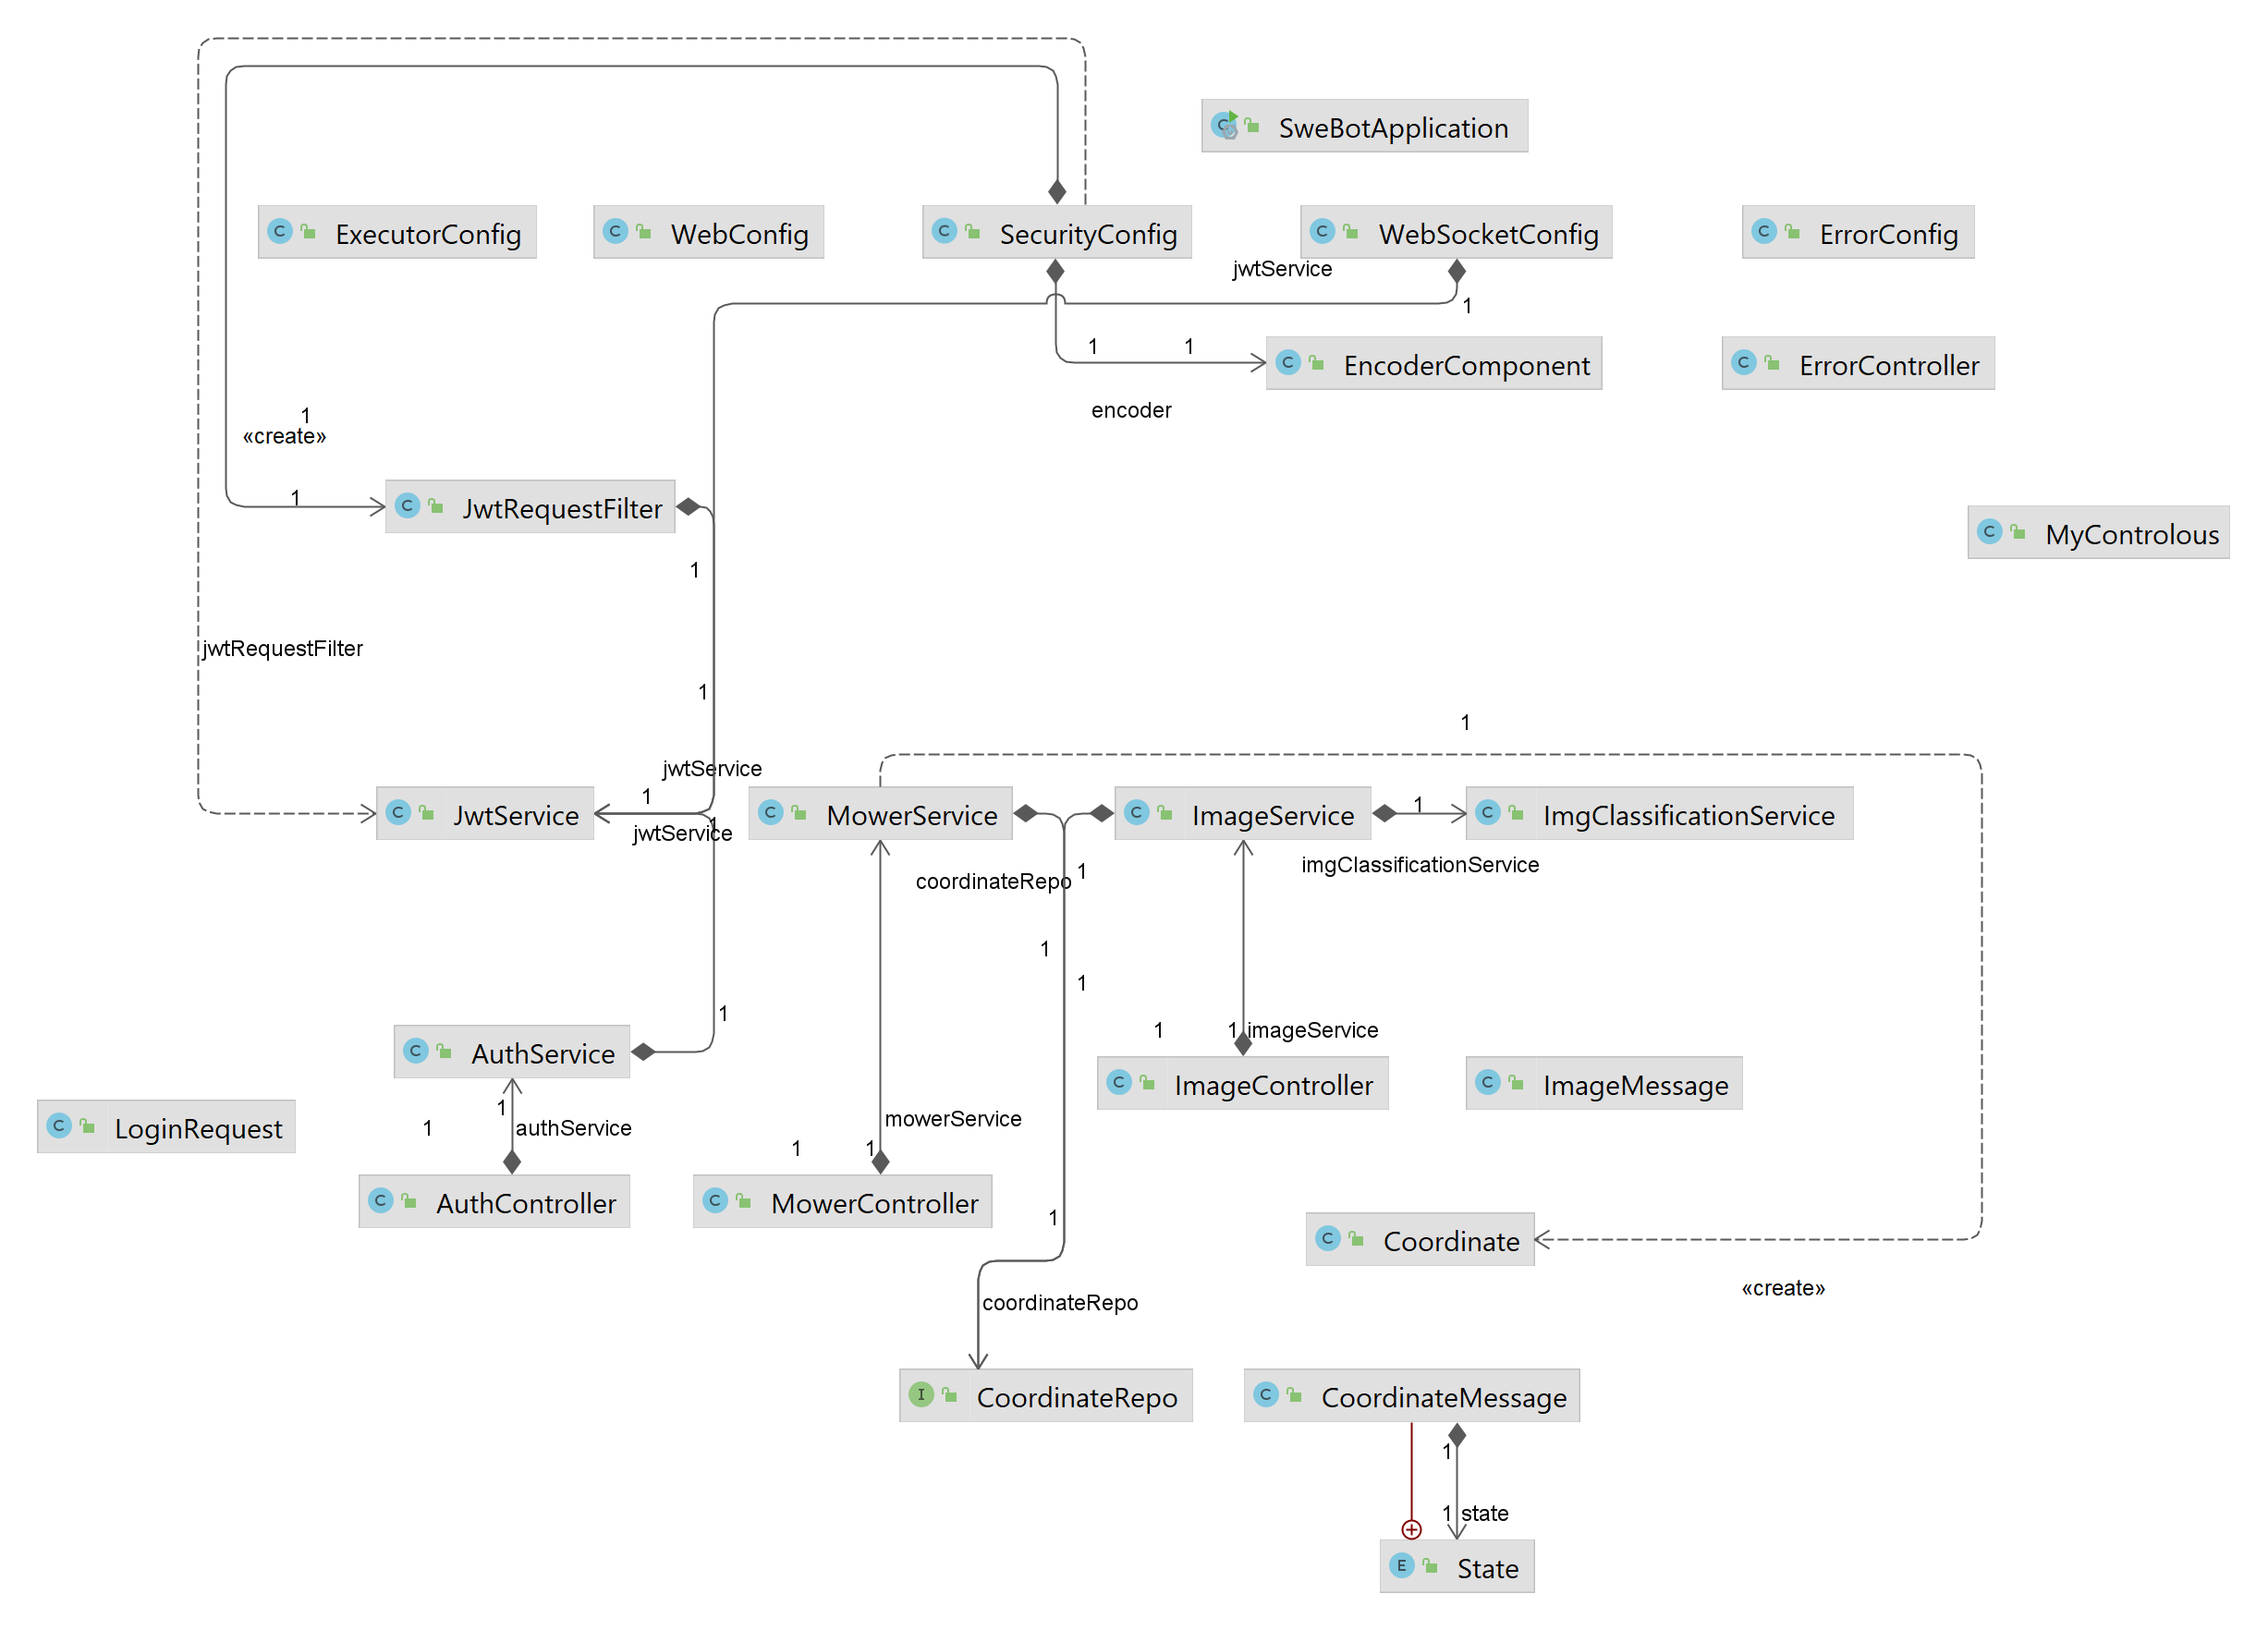 SweBotApplication
ExecutorConfig
WebConfig
SecurityConfig
WebSocketConfig
ErrorConfig
jwtService
1
1
1
EncoderComponent
ErrorController
encoder
1
«create»
1
JwtRequestFilter
MyControlous
1
jwtRequestFilter
1
1
jwtService
1
JwtService
1
jwtService
MowerService
ImageService
1
ImgClassificationService
coordinateRepo
1
imgClassificationService
1
1
1
AuthService
1
1
imageService
ImageController
ImageMessage
LoginRequest
1
1
authService
mowerService
1
1
AuthController
MowerController
1
Coordinate
«create»
coordinateRepo
CoordinateRepo
CoordinateMessage
1
1
state
State